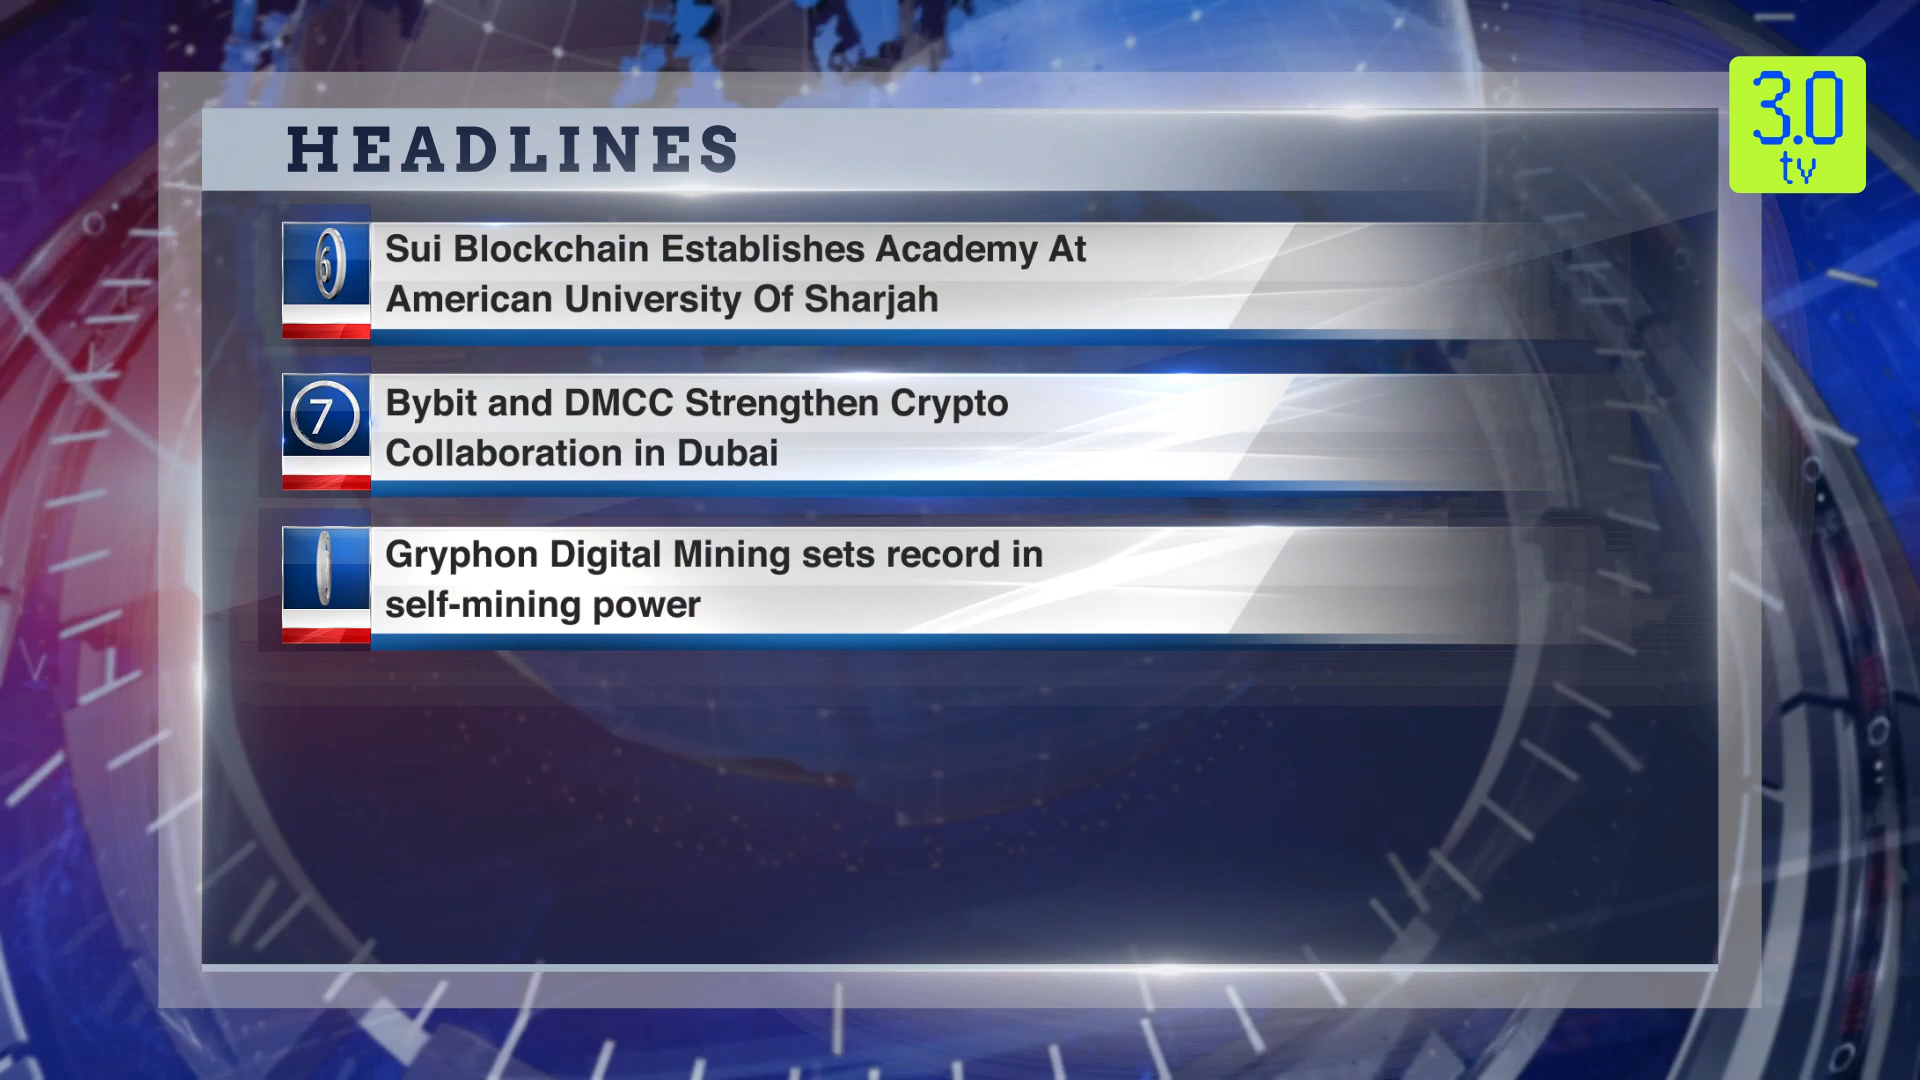 HEADLINES
3.0
tv
6
Sui Blockchain Establishes Academy At
American University Of Sharjah
7
Bybit and DMCC Strengthen Crypto
Collaboration in Dubai
Gryphon Digital Mining sets record in
self-mining power